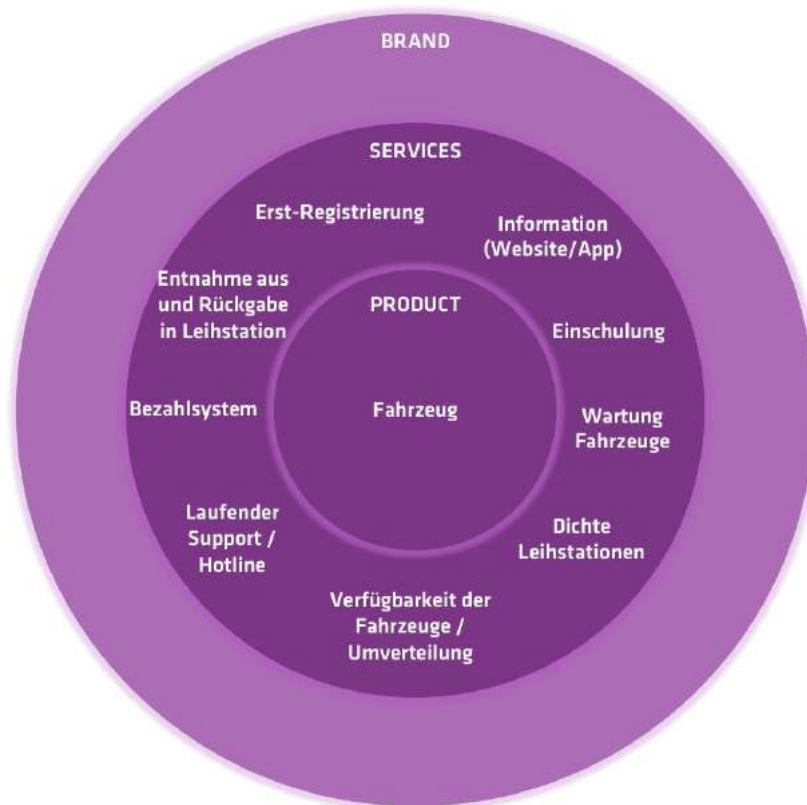 BRAND
SERVICES
Erst-Registrierung
Information
(Website/App)
Entnahme aus
und Rückgabe
in Leihstation
PRODUCT
Einschulung
Bezahlsystem
Fahrzeug
Wartung
Fahrzeuge
Laufender
Support /
Hotline
Dichte
Leihstationen
Verfügbarkeit der
Fahrzeuge /
Umverteilung